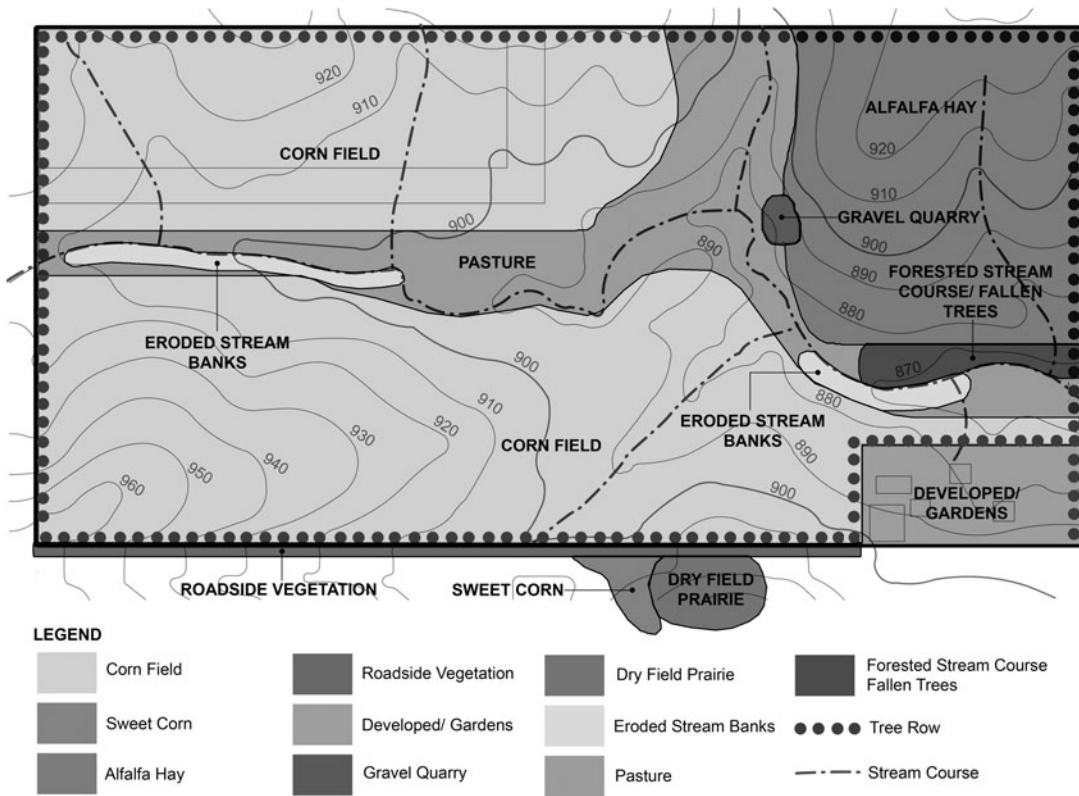 920
910
ALFALFA HAY
CORN FIELD
920
910
900
GRAVEL QUARRY
900
890
PASTURE
890
FORESTED STREAM
COURSE/ FALLEN
TREES
880
ERODED STREAM
BANKS
900
870
880
910
920
ERODED STREAM
BANKS
CORN FIELD
930
890
940
950
960
900
DEVELOPED/
GARDENS
ROADSIDE VEGETATION
SWEET CORN
DRY FIELD
PRAIRIE
LEGEND
Corn Field
Roadside Vegetation
Dry Field Prairie
Forested Stream Course
Fallen Trees
Sweet Corn
Developed/ Gardens
Eroded Stream Banks
Tree Row
Alfalfa Hay
Gravel Quarry
Pasture
Stream Course